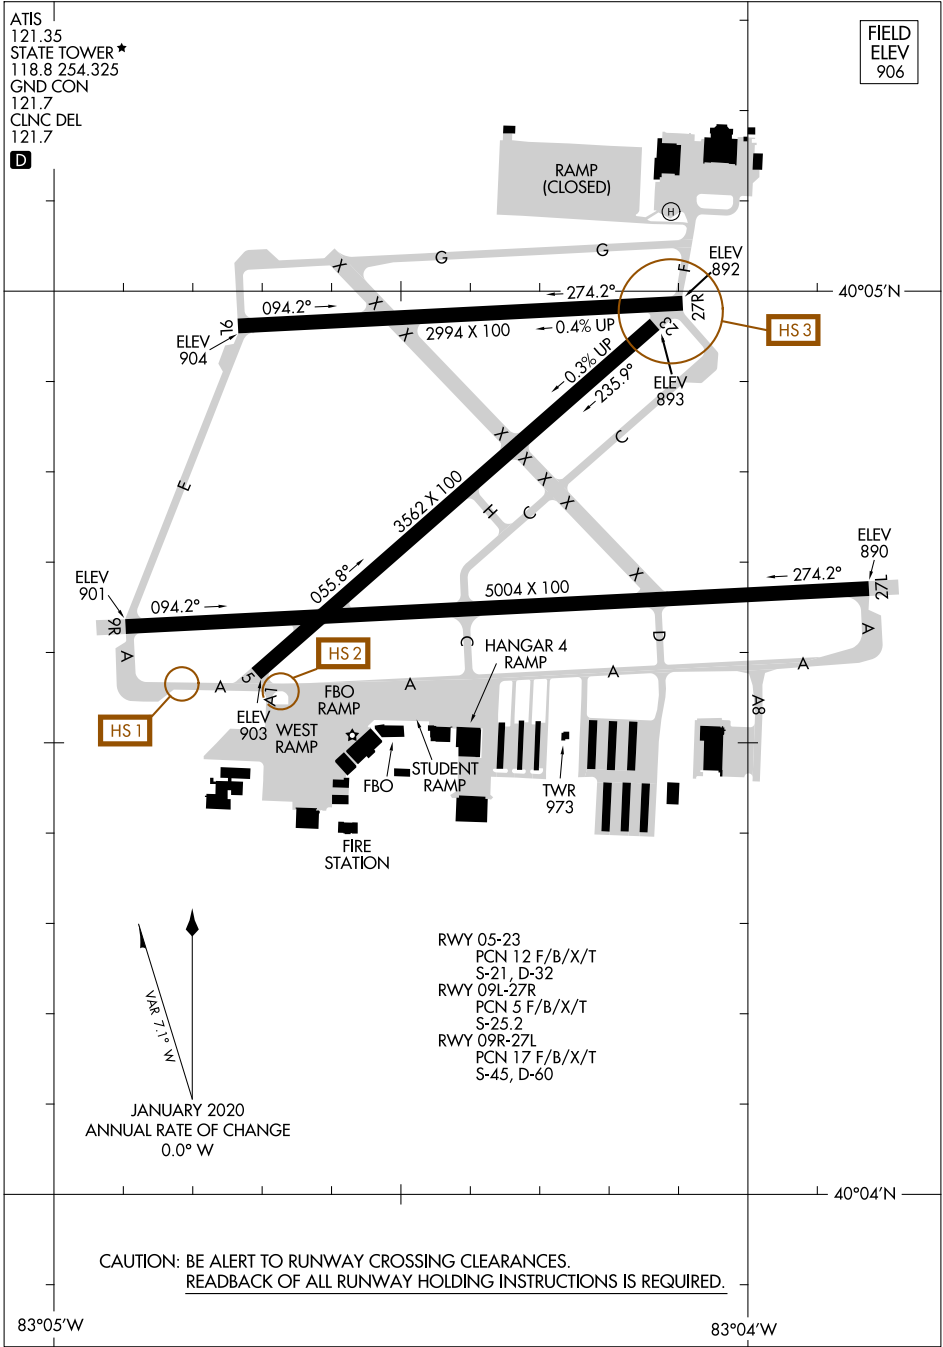 ATIS
121.35
STATE TOWER★
118.8 254.325
GND CON
121.7
CLNC DEL
121.7
D
FIELD
ELEV
906
RAMP
(CLOSED)
H
G
G
F
ELEV
892
40°05'N
X
X
X
094.2°
274.2°
27R
9L
2994 X 100
0.4% UP
23
HS 3
ELEV
904
0.3% UP
235.9°
ELEV
893
C
X
X
X
X
E
3562 X 100
H
C
ELEV
890
ELEV
901
055.8°
X
094.2°
5004 X 100
274.2°
27L
9R
A
C
D
A
HANGAR 4
RAMP
HS 2
A
A
A
A
5
A1
A8
FBO
RAMP
HS 1
ELEV
903
WEST
RAMP
FBO
STUDENT
RAMP
TWR
973
FIRE
STATION
VAR 7.1° W
JANUARY 2020
ANNUAL RATE OF CHANGE
0.0° W
RWY 05-23
PCN 12 F/B/X/T
S-21, D-32
RWY 09L-27R
PCN 5 F/B/X/T
S-25.2
RWY 09R-27L
PCN 17 F/B/X/T
S-45, D-60
40°04'N
CAUTION: BE ALERT TO RUNWAY CROSSING CLEARANCES.
READBACK OF ALL RUNWAY HOLDING INSTRUCTIONS IS REQUIRED.
83°05'W
83°04'W